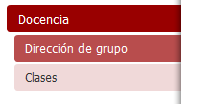 Docencia
Dirección de grupo
Clases